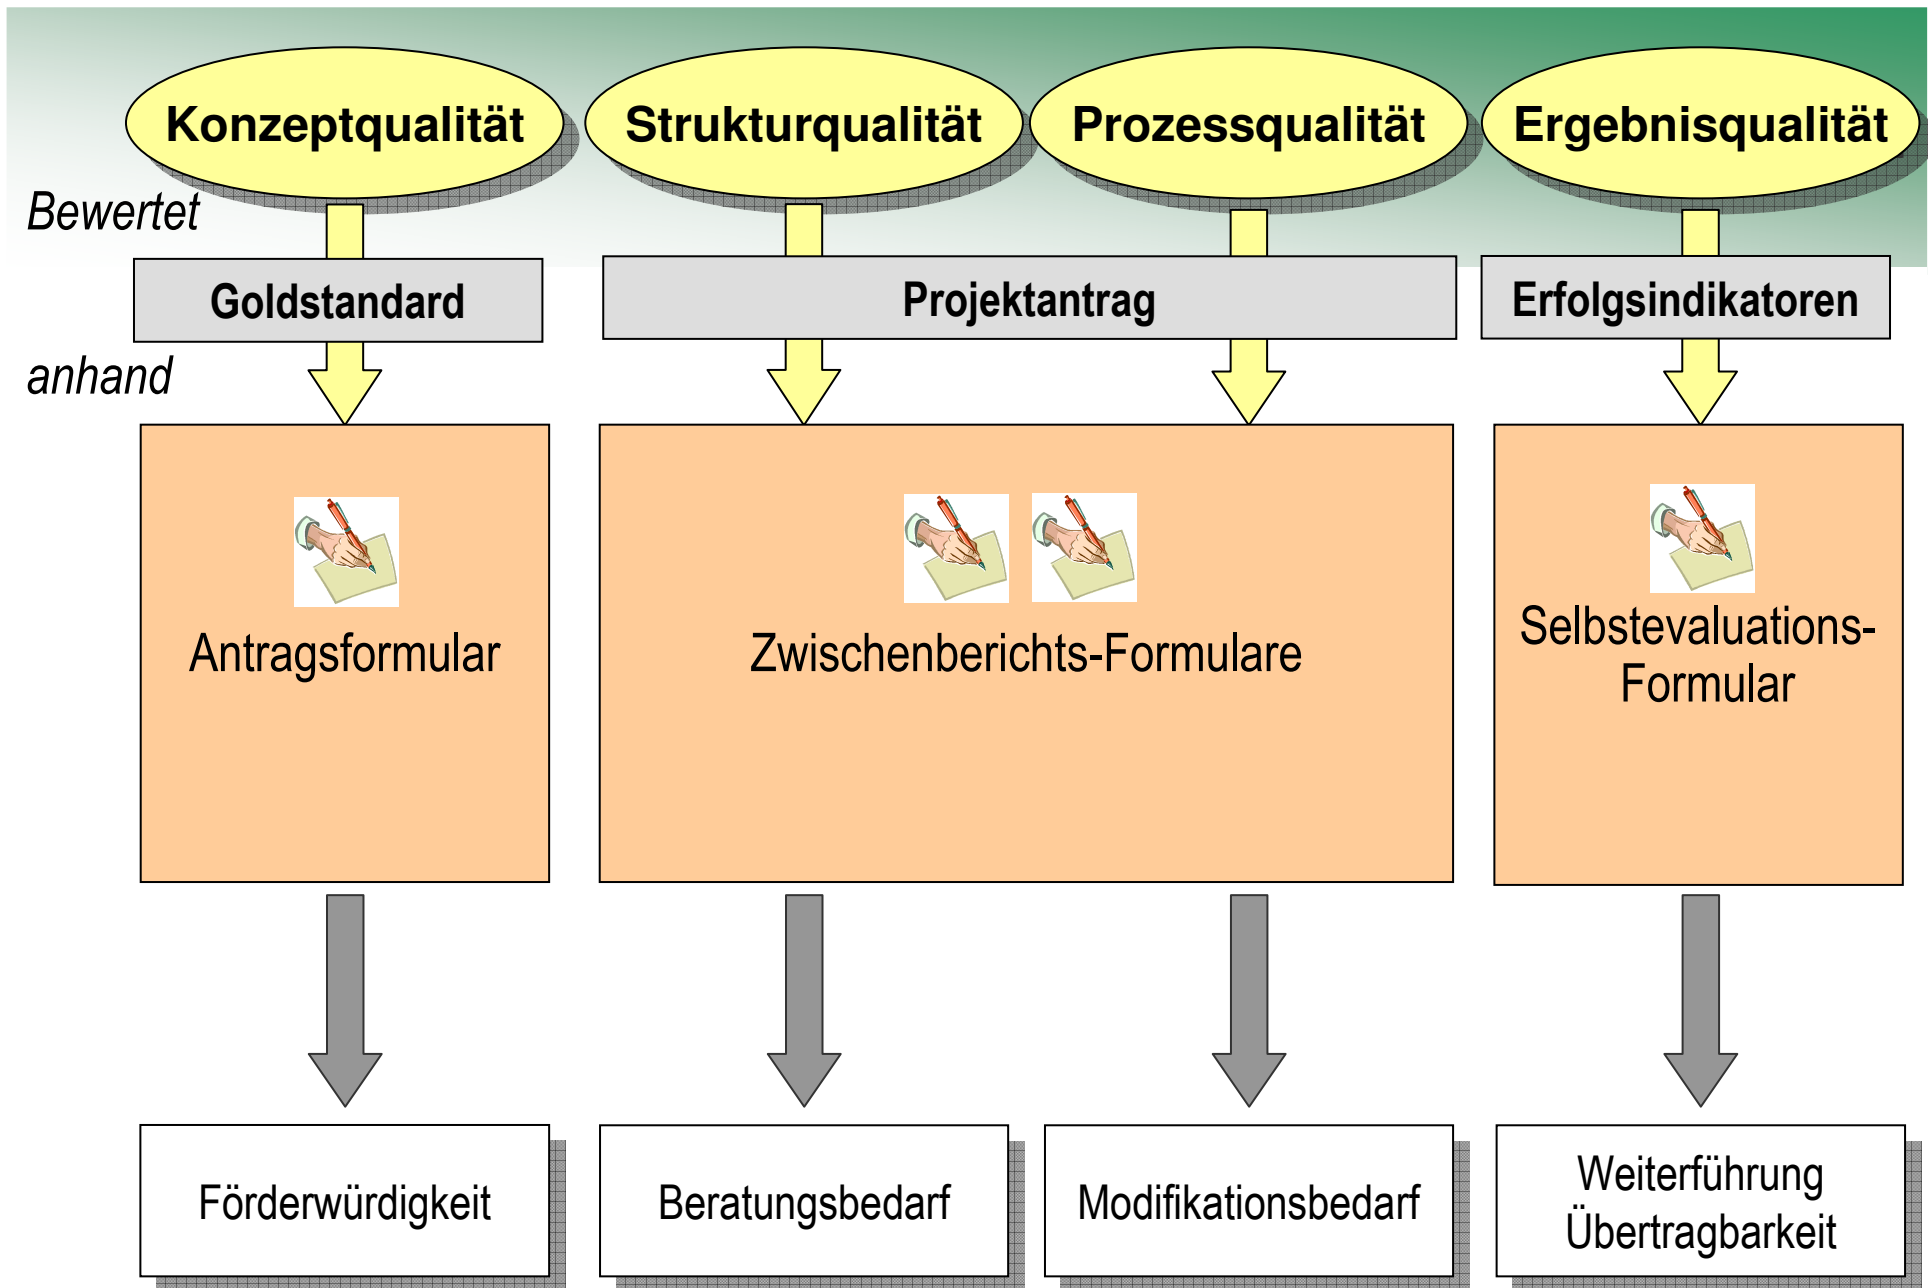 Konzeptqualität
Strukturqualität
Prozessqualität
Ergebnisqualität
Bewertet
Goldstandard
Projektantrag
Erfolgsindikatoren
anhand
Antragsformular
Zwischenberichts-Formulare
Selbstevaluations-
Formular
Förderwürdigkeit
Beratungsbedarf
Modifikationsbedarf
Weiterführung
Übertragbarkeit